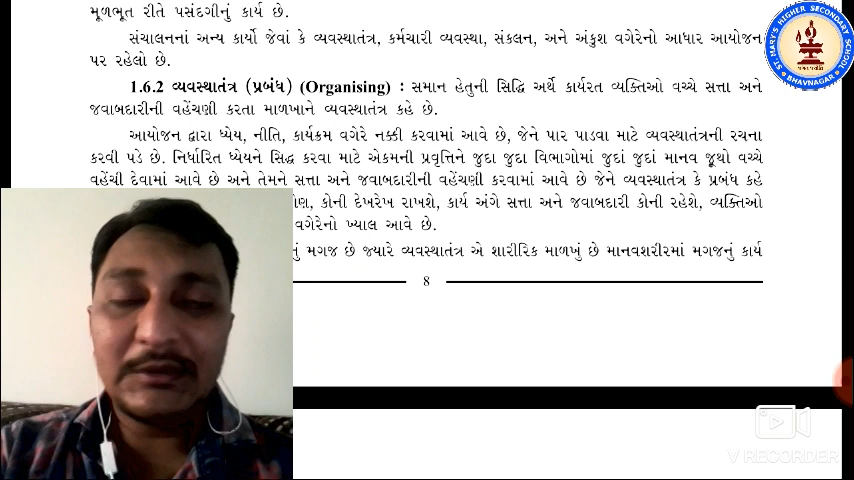 મૂળભૂત રીતે પસંદગીનું કાર્ય છે.
સંચાલનનાં અન્ય કાર્યો જેવાં કે વ્યવસ્થાતંત્ર, કર્મચારી વ્યવસ્થા, સંકલન, અને અંકુશ વગેરેનો આધાર આયોજન
પર રહેલો છે.
1.6.2 વ્યવસ્થાતંત્ર (પ્રબંધ) (Organising) : સમાન હેતુની સિદ્ધિ અર્થે કાર્યરત વ્યક્તિઓ વચ્ચે સત્તા અને
જવાબદારીની વહેંચણી કરતા માળખાને વ્યવસ્થાતંત્ર કહે છે.
આયોજન દ્વારા ધ્યેય, નીતિ, કાર્યક્રમ વગેરે નક્કી કરવામાં આવે છે, જેને પાર પાડવા માટે વ્યવસ્થાતંત્રની રચના
કરવી પડે છે. નિર્ધારિત ધ્યેયને સિદ્ધ કરવા માટે એકમની પ્રવૃત્તિને જુદા જુદા વિભાગોમાં જુદાં જુદાં માનવ જૂથો વચ્ચે
વહેંચી દેવામાં આવે છે અને તેમને સત્તા અને જવાબદારીની વહેંચણી કરવામાં આવે છે જેને વ્યવસ્થાતંત્ર કે પ્રબંધ કહે
કોની દેખરેખ રાખશે, કાર્ય અંગે સત્તા અને જવાબદારી કોની રહેશે, વ્યક્તિઓ
વગેરેનો ખ્યાલ આવે છે.
મગજ છે જ્યારે વ્યવસ્થાતંત્ર એ શારીરિક માળખું છે માનવશરીરમાં મગજનું કાર્ય
8
ST. MARY'S HIGHER SECONDARY SCHOOL
BHAVNAGAR
V RECORDER